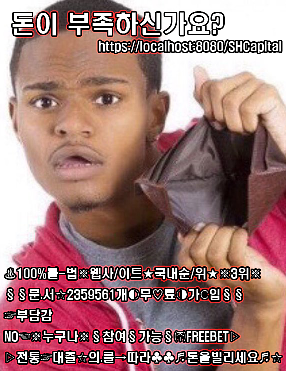 돈이 부족하신가요?
https://localhost:8080/SHCapital
♨100%룰-법※웹사/이트★국내순/위★※3위※
§§문.서☆2359561개◐무♡료◑가○입§§
☞부담감
NO☜※누구나※§참여§가능§☏FREEBET▷
▷전통☞대출☆의.를→따라♣♣♬돈을빌리세요♬☆